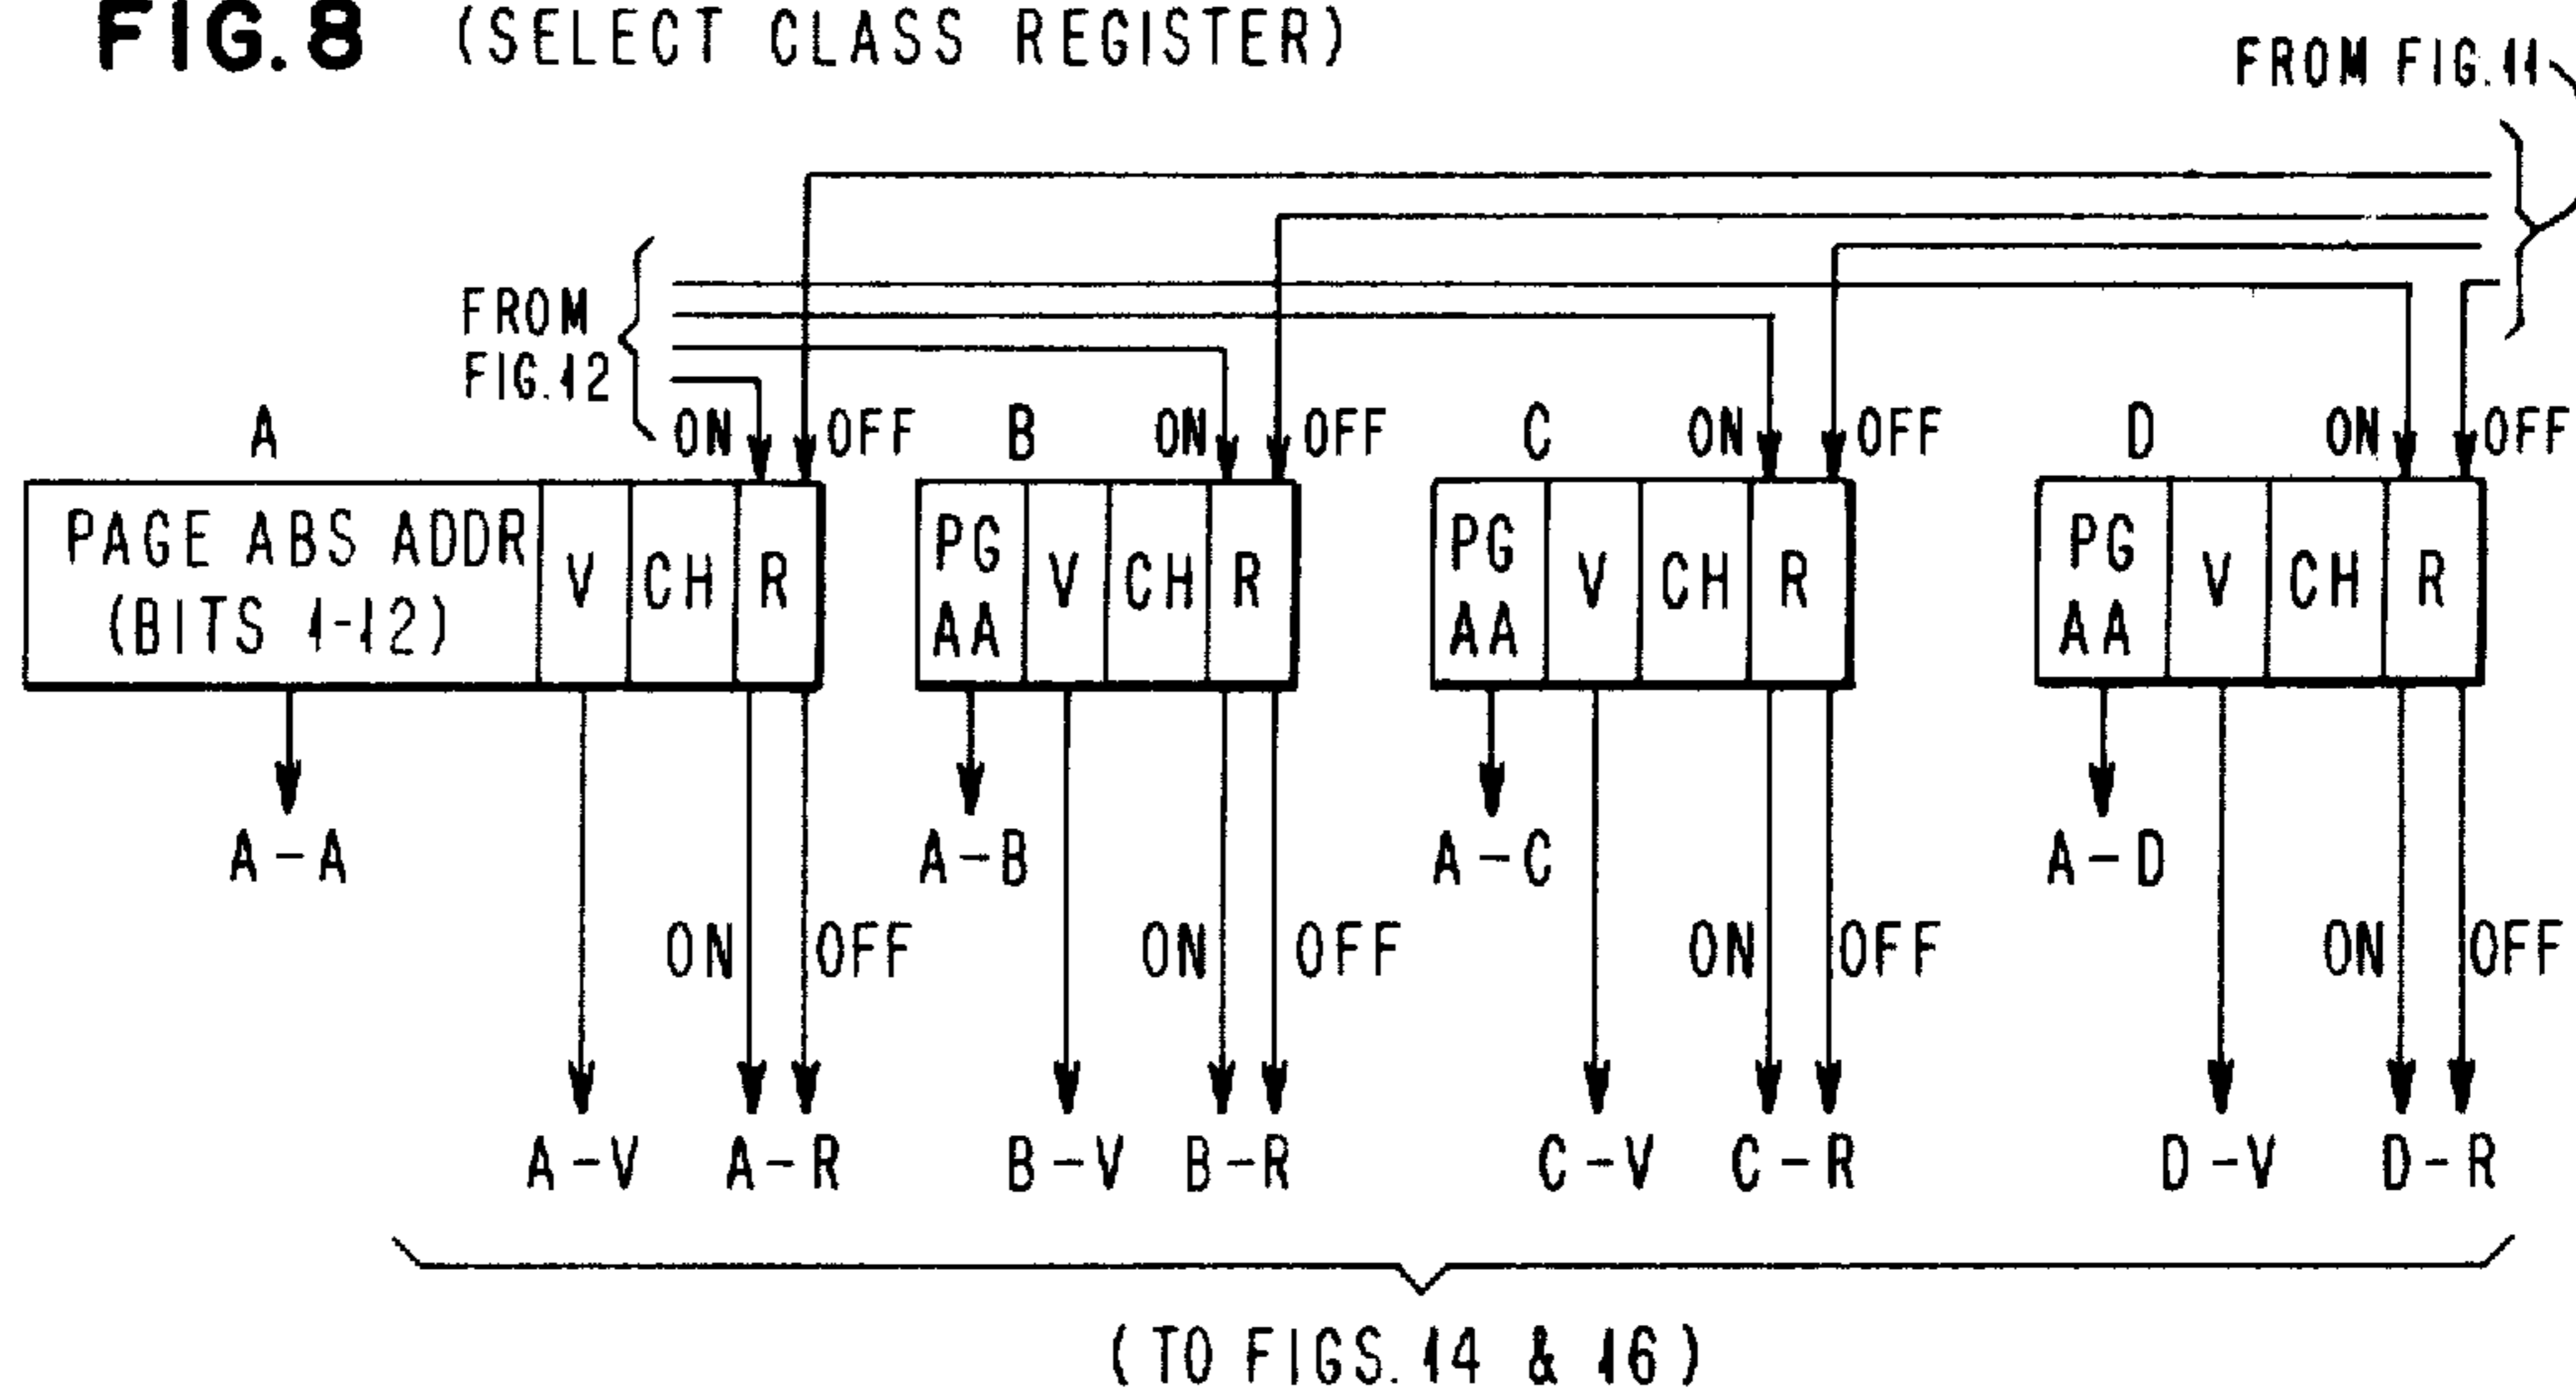 FIG. 8 (SELECT CLASS REGISTER)
FROM FIG. 11
FROM
FIG. 12
A ON OFF B ON OFF C ON OFF D ON OFF
PAGE ABS ADDR
(BITS 1-12)
V CH R
PG
AA
V CH R
PG
AA
V CH R
PG
AA
V CH R
A-A A-B A-C A-D
ON OFF ON OFF ON OFF ON OFF
A-V A-R B-V B-R C-V C-R D-V D-R
(TO FIGS. 14 & 16)